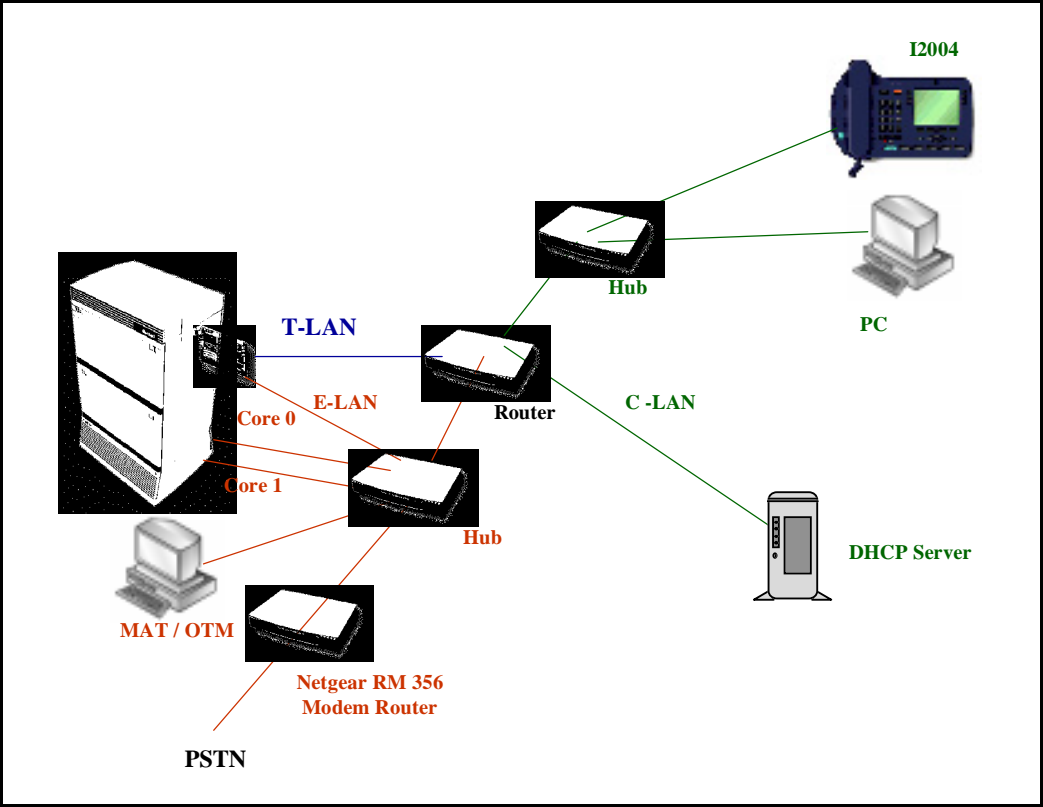 I2004
Hub
PC
T-LAN
E-LAN
Router
C -LAN
Core 0
Core 1
Hub
DHCP Server
MAT / OTM
Netgear RM 356
Modem Router
PSTN